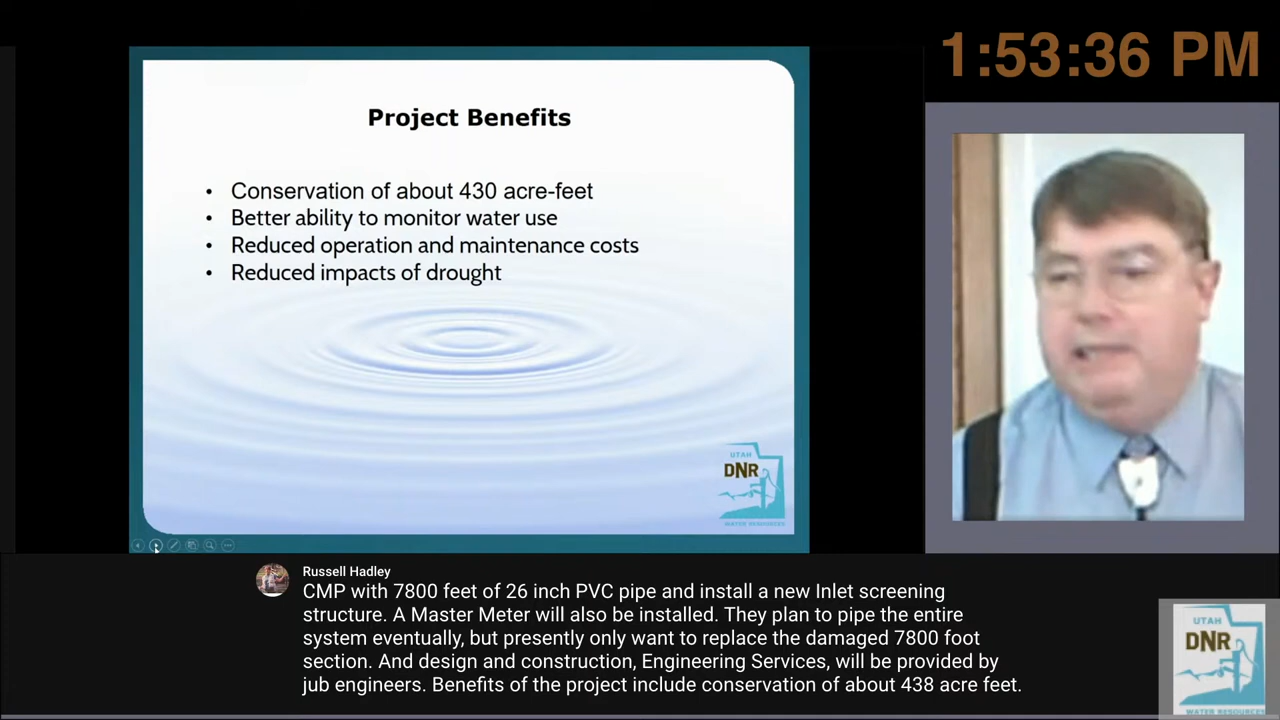 1:53:36 PM
Project Benefits
• Conservation of about 430 acre-feet
• Better ability to monitor water use
• Reduced operation and maintenance costs
• Reduced impacts of drought
UTAH
DNR
WATER RESOURCES
Russell Hadley
CMP with 7800 feet of 26 inch PVC pipe and install a new Inlet screening
structure. A Master Meter will also be installed. They plan to pipe the entire
system eventually, but presently only want to replace the damaged 7800 foot
section. And design and construction, Engineering Services, will be provided by
jub engineers. Benefits of the project include conservation of about 438 acre feet.
UTAH
DNR
WATER RESOURCES